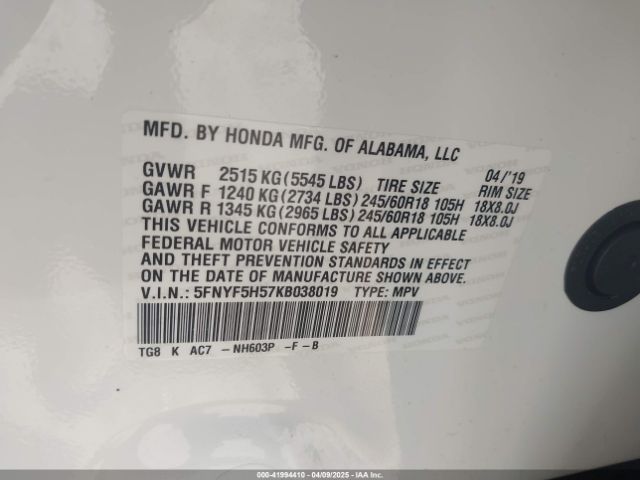 MFD. BY HONDA MFG. OF ALABAMA, LLC
04/'19
GVWR 2515 KG (5545 LBS) TIRE SIZE RIM SIZE
GAWR F 1240 KG (2734 LBS) 245/60R18 105H 18X8.0J
GAWR R 1345 KG (2965 LBS) 245/60R18 105H 18X8.0J
THIS VEHICLE CONFORMS TO ALL APPLICABLE
FEDERAL MOTOR VEHICLE SAFETY
AND THEFT PREVENTION STANDARDS IN EFFECT
ON THE DATE OF MANUFACTURE SHOWN ABOVE.
V.I.N.: 5FNYF5H57KB038019 TYPE: MPV
TG8 K AC7 - NH603P - F - B
000-41994410 - 04/09/2025 - IAA Inc.